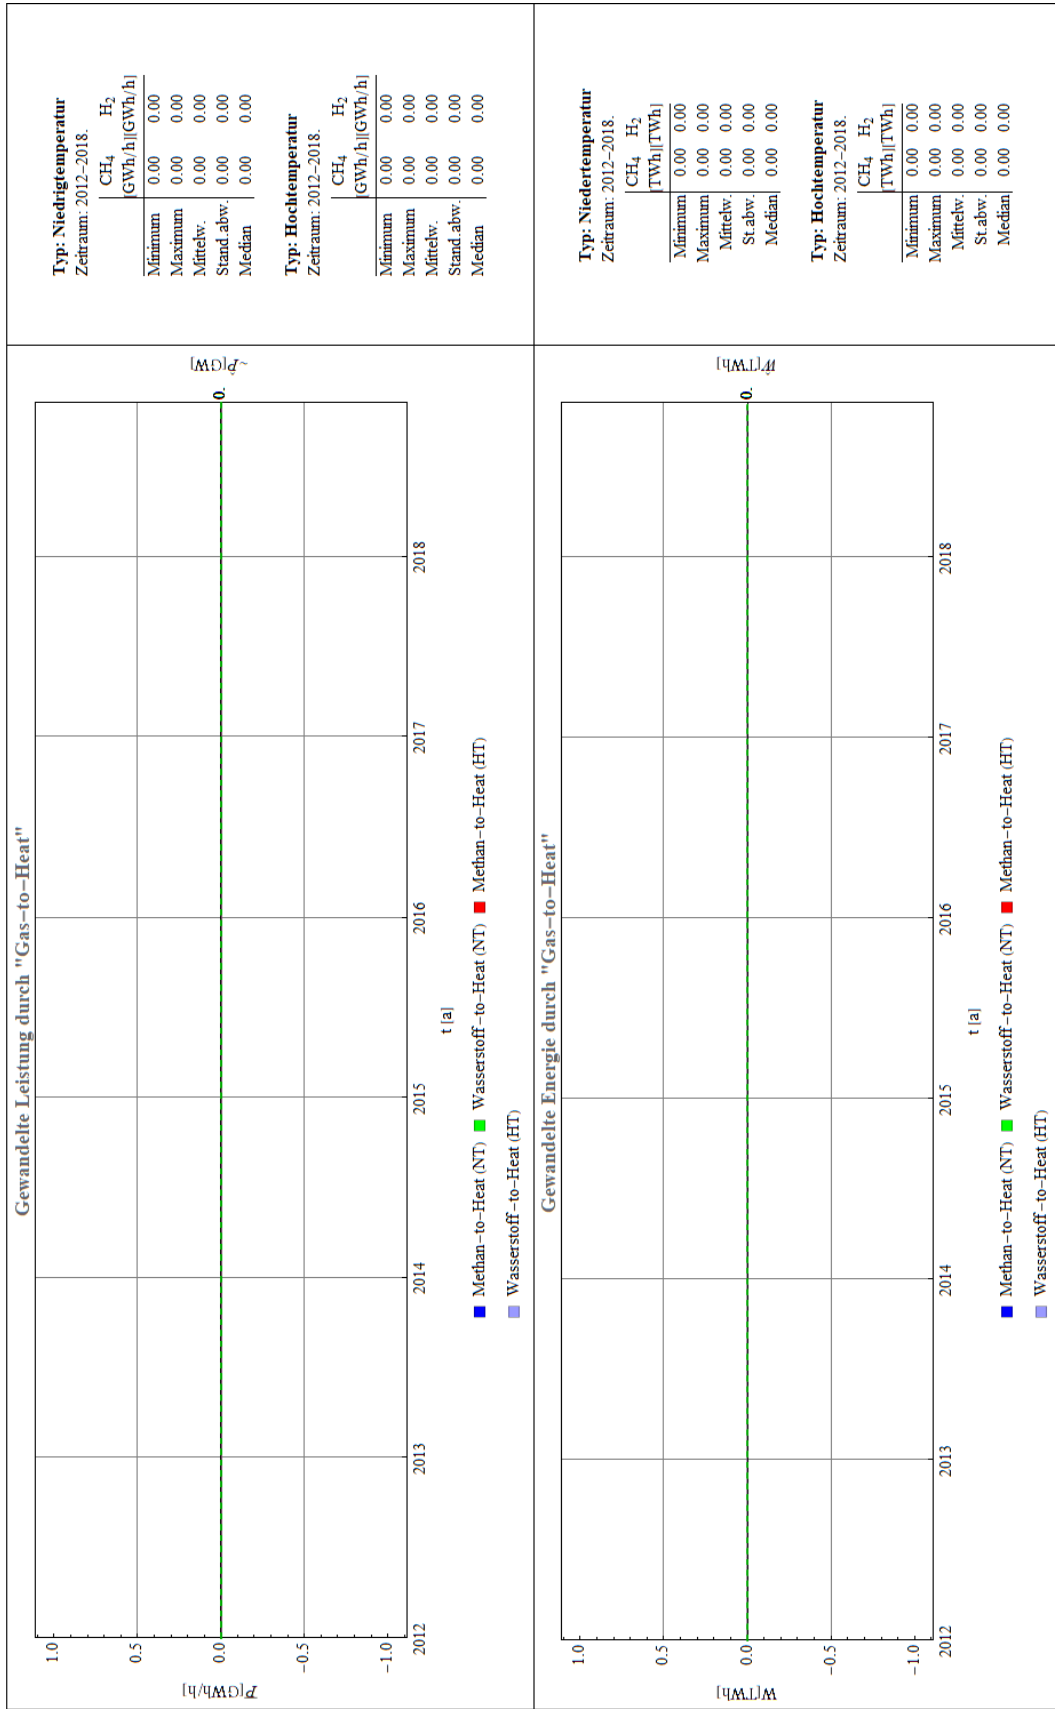 Gewandelte Leistung durch "Gas−to−Heat"
P[GWh/h]
1.0
0.5
0.0
−0.5
−1.0
0.
~P̂[GW]
2012 2013 2014 2015 2016 2017 2018
t [a]
Methan−to−Heat (NT) Wasserstoff−to−Heat (NT) Methan−to−Heat (HT)
Wasserstoff−to−Heat (HT)
Typ: Niedrigtemperatur
Zeitraum: 2012–2018.
CH₄ H₂
[GWh/h][GWh/h]
Minimum 0.00 0.00
Maximum 0.00 0.00
Mittelw. 0.00 0.00
Stand.abw. 0.00 0.00
Median 0.00 0.00
Typ: Hochtemperatur
Zeitraum: 2012–2018.
CH₄ H₂
[GWh/h][GWh/h]
Minimum 0.00 0.00
Maximum 0.00 0.00
Mittelw. 0.00 0.00
Stand.abw. 0.00 0.00
Median 0.00 0.00
Gewandelte Energie durch "Gas−to−Heat"
W[TWh]
1.0
0.5
0.0
−0.5
−1.0
0.
Ŵ[TWh]
2012 2013 2014 2015 2016 2017 2018
t [a]
Methan−to−Heat (NT) Wasserstoff−to−Heat (NT) Methan−to−Heat (HT)
Wasserstoff−to−Heat (HT)
Typ: Niedertemperatur
Zeitraum: 2012–2018.
CH₄ H₂
[TWh][TWh]
Minimum 0.00 0.00
Maximum 0.00 0.00
Mittelw. 0.00 0.00
St.abw. 0.00 0.00
Median 0.00 0.00
Typ: Hochtemperatur
Zeitraum: 2012–2018.
CH₄ H₂
[TWh][TWh]
Minimum 0.00 0.00
Maximum 0.00 0.00
Mittelw. 0.00 0.00
St.abw. 0.00 0.00
Median 0.00 0.00